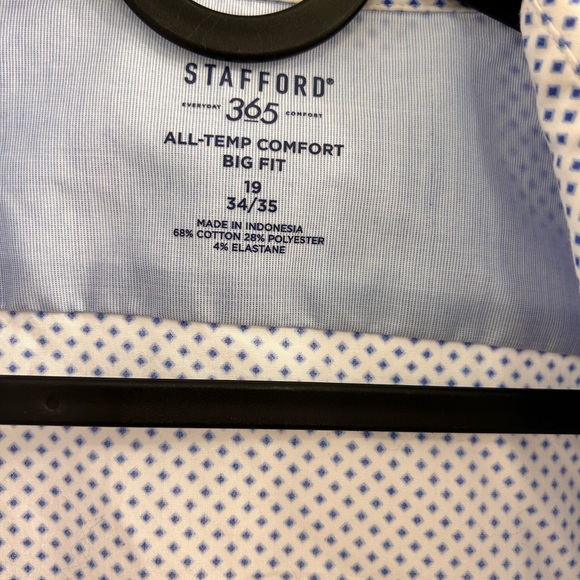 STAFFORD®
EVERYDAY 365 COMFORT
ALL-TEMP COMFORT
BIG FIT
19
34/35
MADE IN INDONESIA
68% COTTON 28% POLYESTER
4% ELASTANE